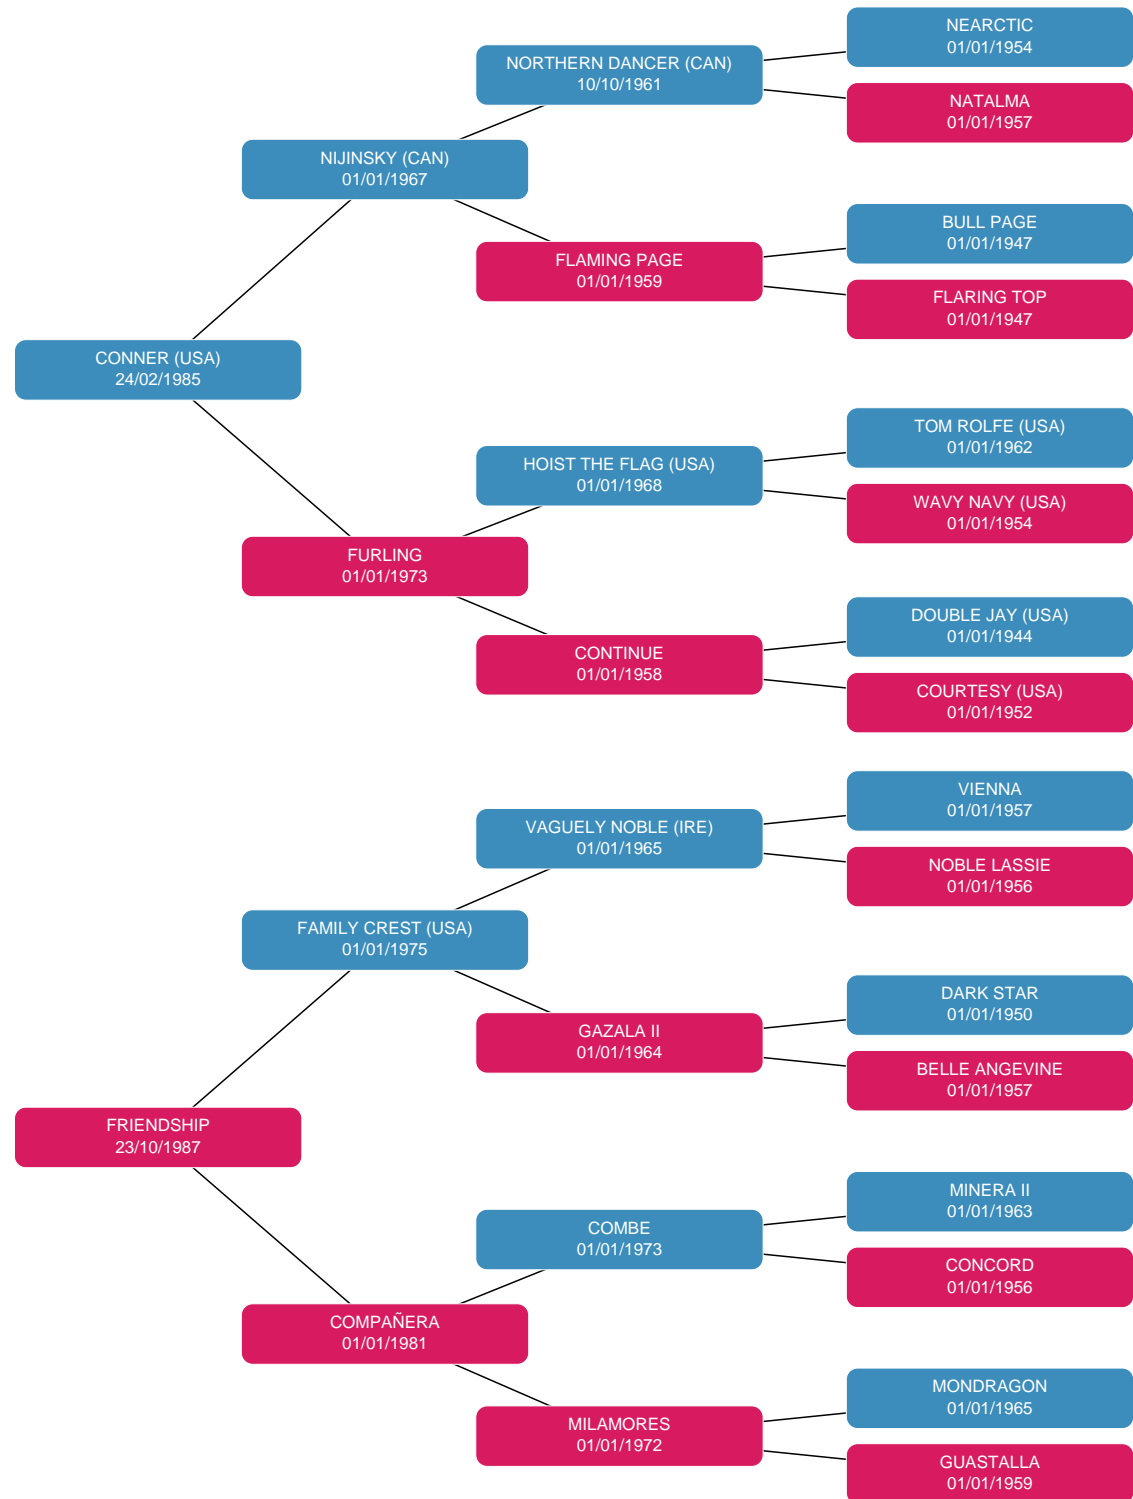 NEARCTIC
01/01/1954
NORTHERN DANCER (CAN)
10/10/1961
NATALMA
01/01/1957
NIJINSKY (CAN)
01/01/1967
BULL PAGE
01/01/1947
FLAMING PAGE
01/01/1959
FLARING TOP
01/01/1947
CONNER (USA)
24/02/1985
TOM ROLFE (USA)
01/01/1962
HOIST THE FLAG (USA)
01/01/1968
WAVY NAVY (USA)
01/01/1954
FURLING
01/01/1973
DOUBLE JAY (USA)
01/01/1944
CONTINUE
01/01/1958
COURTESY (USA)
01/01/1952
VIENNA
01/01/1957
VAGUELY NOBLE (IRE)
01/01/1965
NOBLE LASSIE
01/01/1956
FAMILY CREST (USA)
01/01/1975
DARK STAR
01/01/1950
GAZALA II
01/01/1964
BELLE ANGEVINE
01/01/1957
FRIENDSHIP
23/10/1987
MINERA II
01/01/1963
COMBE
01/01/1973
CONCORD
01/01/1956
COMPAÑERA
01/01/1981
MONDRAGON
01/01/1965
MILAMORES
01/01/1972
GUASTALLA
01/01/1959